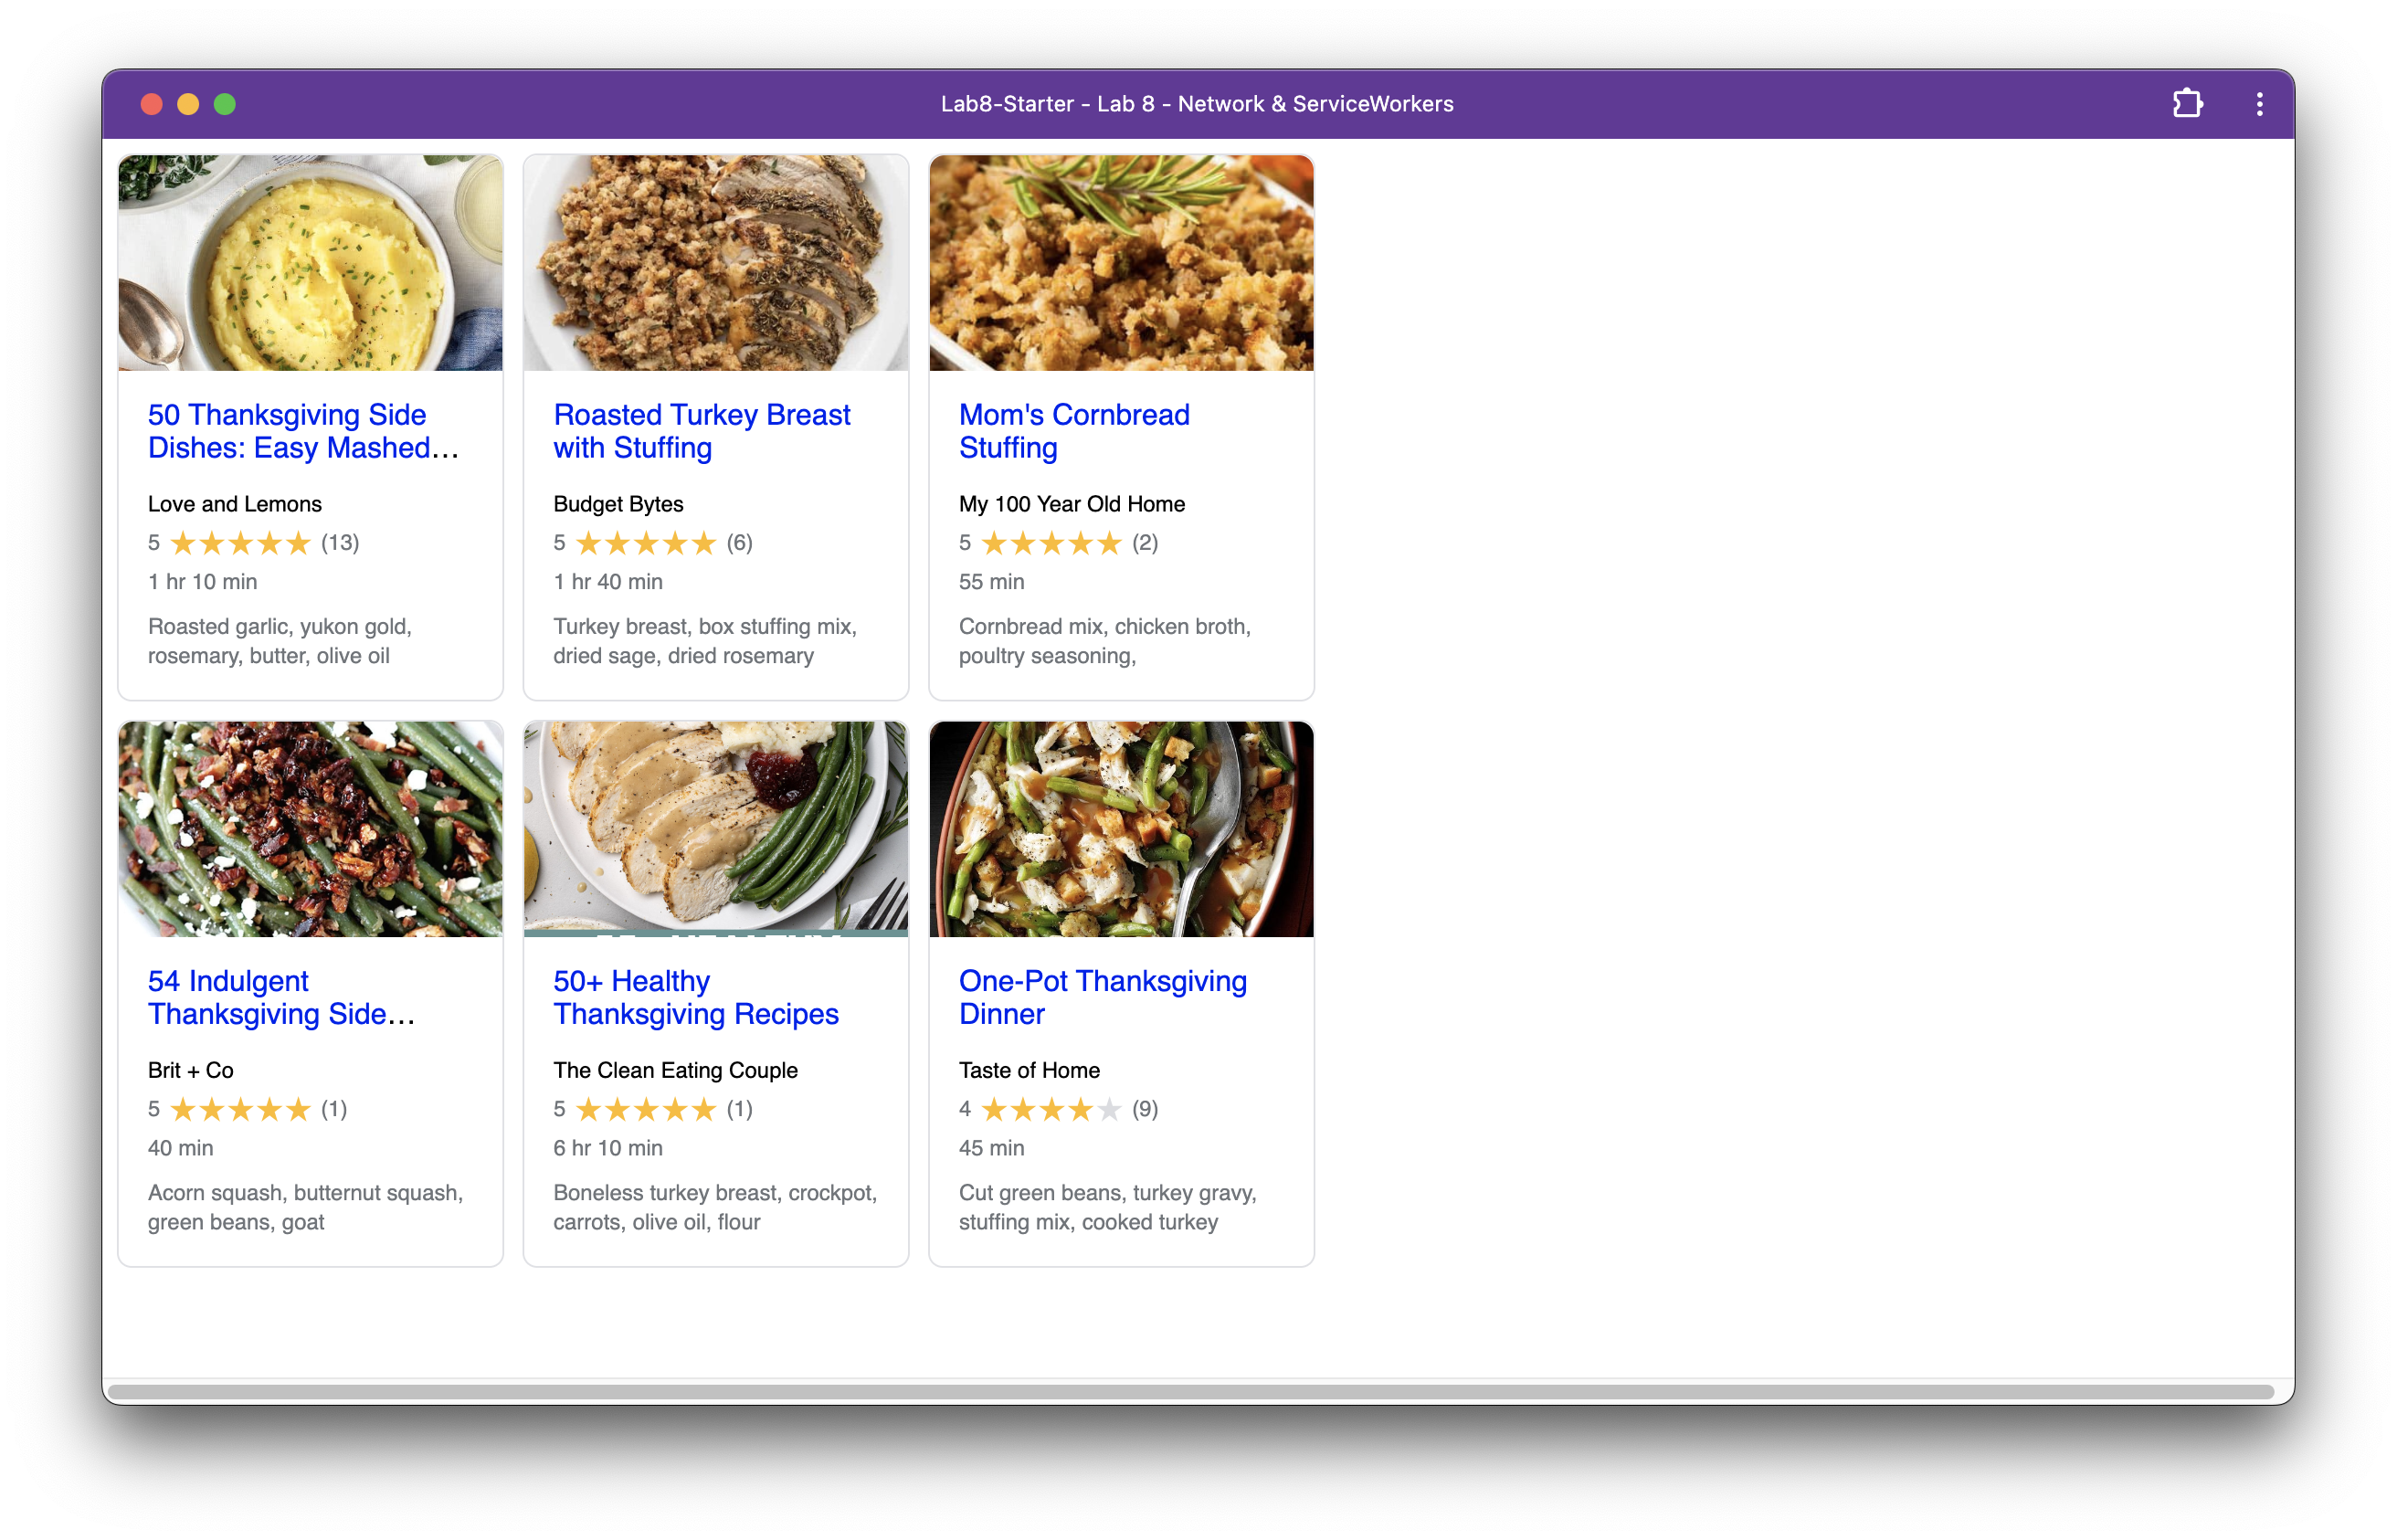 Lab8-Starter - Lab 8 - Network & ServiceWorkers
50 Thanksgiving Side
Dishes: Easy Mashed...
Love and Lemons
5 ★★★★★ (13)
1 hr 10 min
Roasted garlic, yukon gold,
rosemary, butter, olive oil
Roasted Turkey Breast
with Stuffing
Budget Bytes
5 ★★★★★ (6)
1 hr 40 min
Turkey breast, box stuffing mix,
dried sage, dried rosemary
Mom's Cornbread
Stuffing
My 100 Year Old Home
5 ★★★★★ (2)
55 min
Cornbread mix, chicken broth,
poultry seasoning,
54 Indulgent
Thanksgiving Side...
Brit + Co
5 ★★★★★ (1)
40 min
Acorn squash, butternut squash,
green beans, goat
50+ Healthy
Thanksgiving Recipes
The Clean Eating Couple
5 ★★★★★ (1)
6 hr 10 min
Boneless turkey breast, crockpot,
carrots, olive oil, flour
One-Pot Thanksgiving
Dinner
Taste of Home
4 ★★★★★ (9)
45 min
Cut green beans, turkey gravy,
stuffing mix, cooked turkey